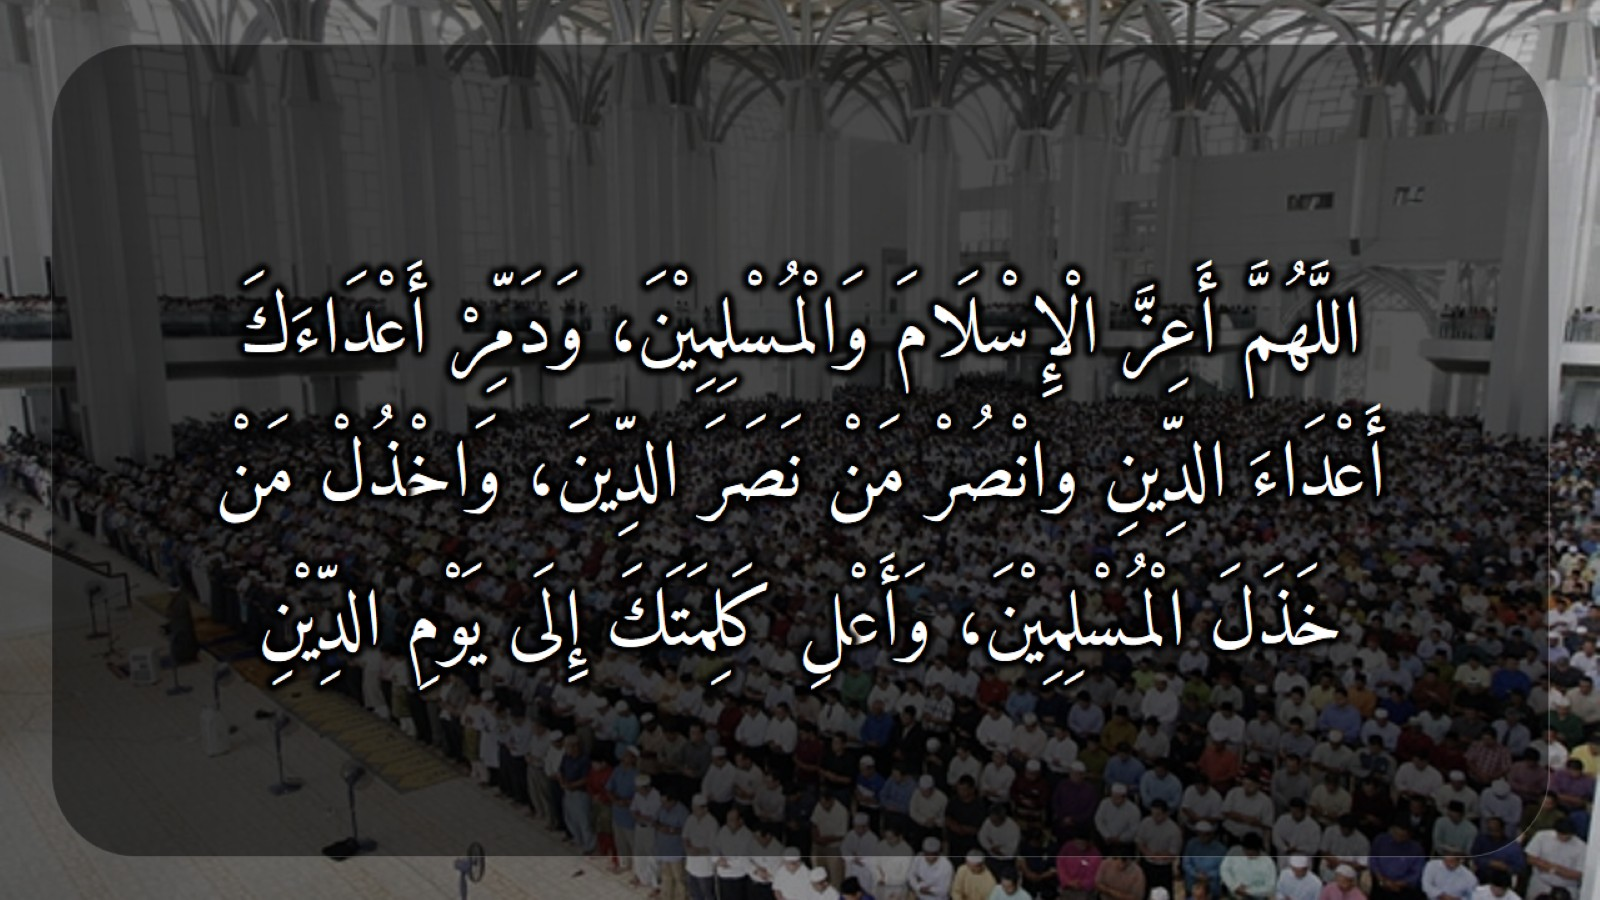 اللَّهُمَّ أَعِزَّ الْإِسْلَامَ وَالْمُسْلِمِيْنَ، وَدَمِّرْ أَعْدَاءَكَ
أَعْدَاءَ الدِّينِ وانْصُرْ مَنْ نَصَرَ الدِّينَ، وَاخْذُلْ مَنْ
خَذَلَ الْمُسْلِمِيْنَ، وَأَعْلِ كَلِمَتَكَ إِلَى يَوْمِ الدِّيْنِ